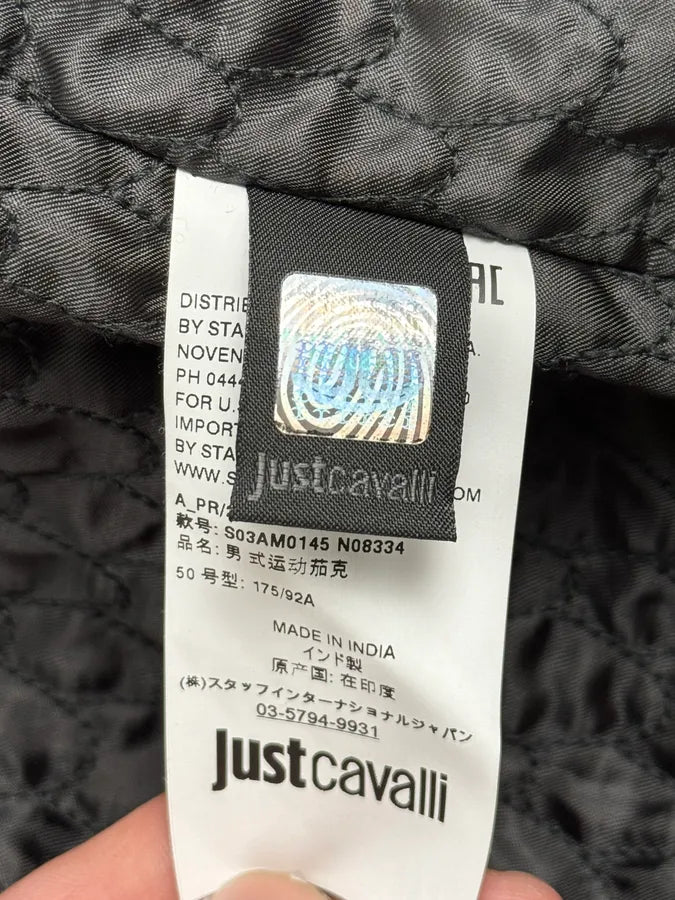 DISTRIB
BY STA
NOVEN
PH 044
FOR U.
IMPORT
BY STA
WWW.S OM
justcavalli
A_PR/2
款号: S03AM0145 N08334
品名: 男 式运动茄克
50 号型: 175/92A
MADE IN INDIA
インド製
原产国: 在印度
(株)スタッフインターナショナルジャパン
03-5794-9931
justcavalli